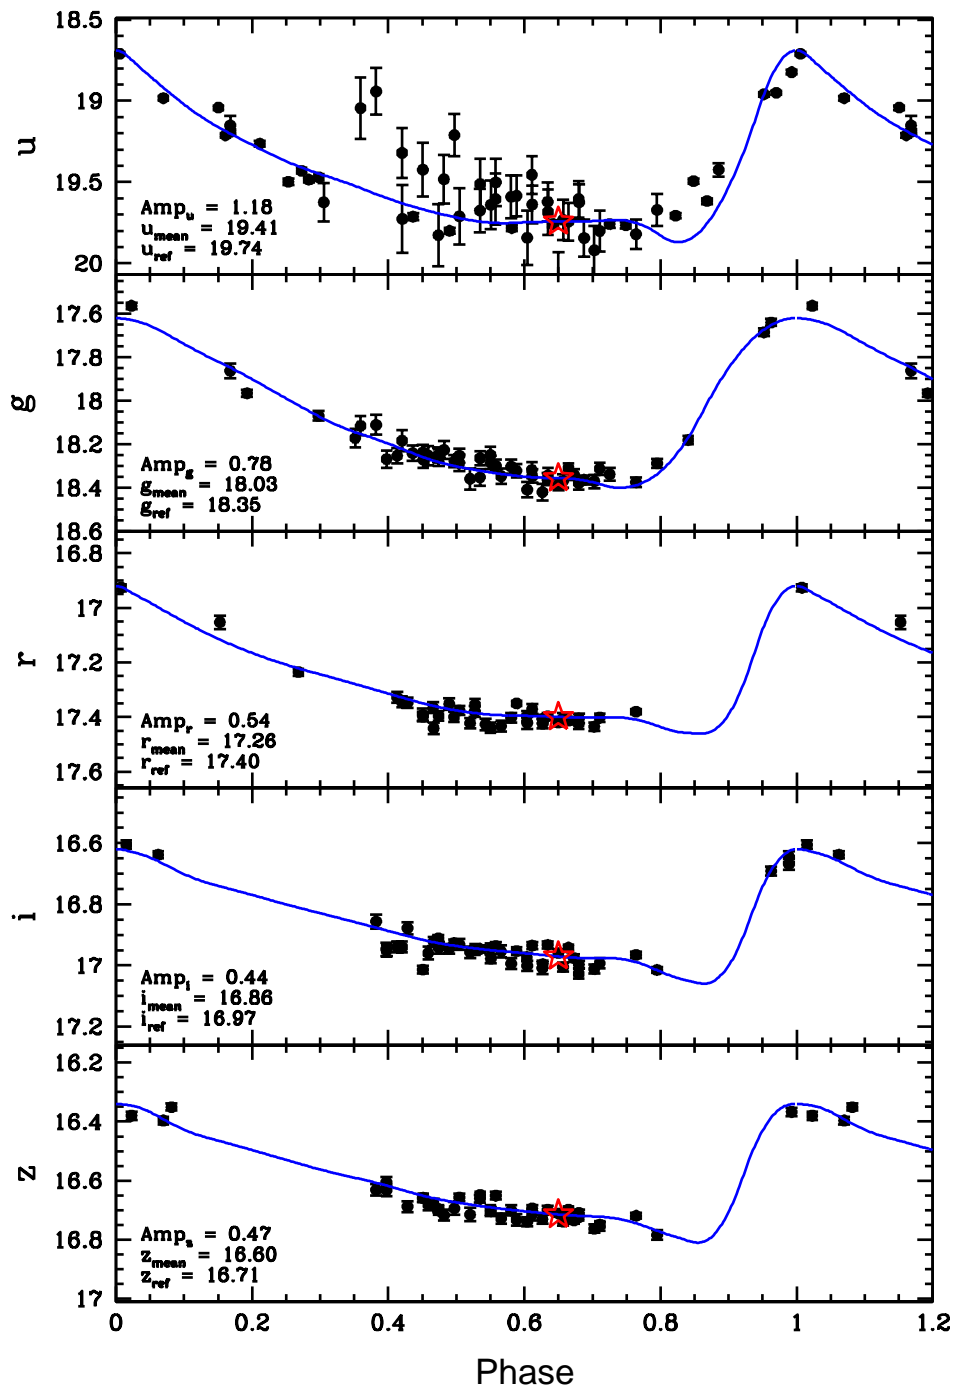 18.5
19
19.5
20
u
Amp_u = 1.18
u_mean = 19.41
u_ref = 19.74
17.6
17.8
18
18.2
18.4
18.6
g
Amp_g = 0.78
g_mean = 18.03
g_ref = 18.35
16.8
17
17.2
17.4
17.6
r
Amp_r = 0.54
r_mean = 17.26
r_ref = 17.40
16.6
16.8
17
17.2
i
Amp_i = 0.44
i_mean = 16.86
i_ref = 16.97
16.2
16.4
16.6
16.8
17
z
Amp_z = 0.47
z_mean = 16.60
z_ref = 16.71
0 0.2 0.4 0.6 0.8 1 1.2
Phase